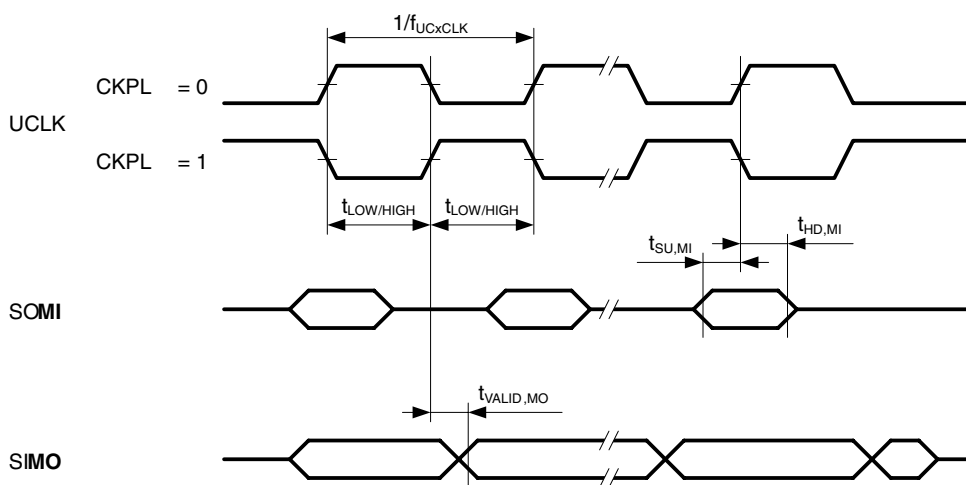 1/fUCxCLK
CKPL = 0
UCLK
CKPL = 1
tLOW/HIGH tLOW/HIGH
tHD,MI
tSU,MI
SOMI
tVALID,MO
SIMO